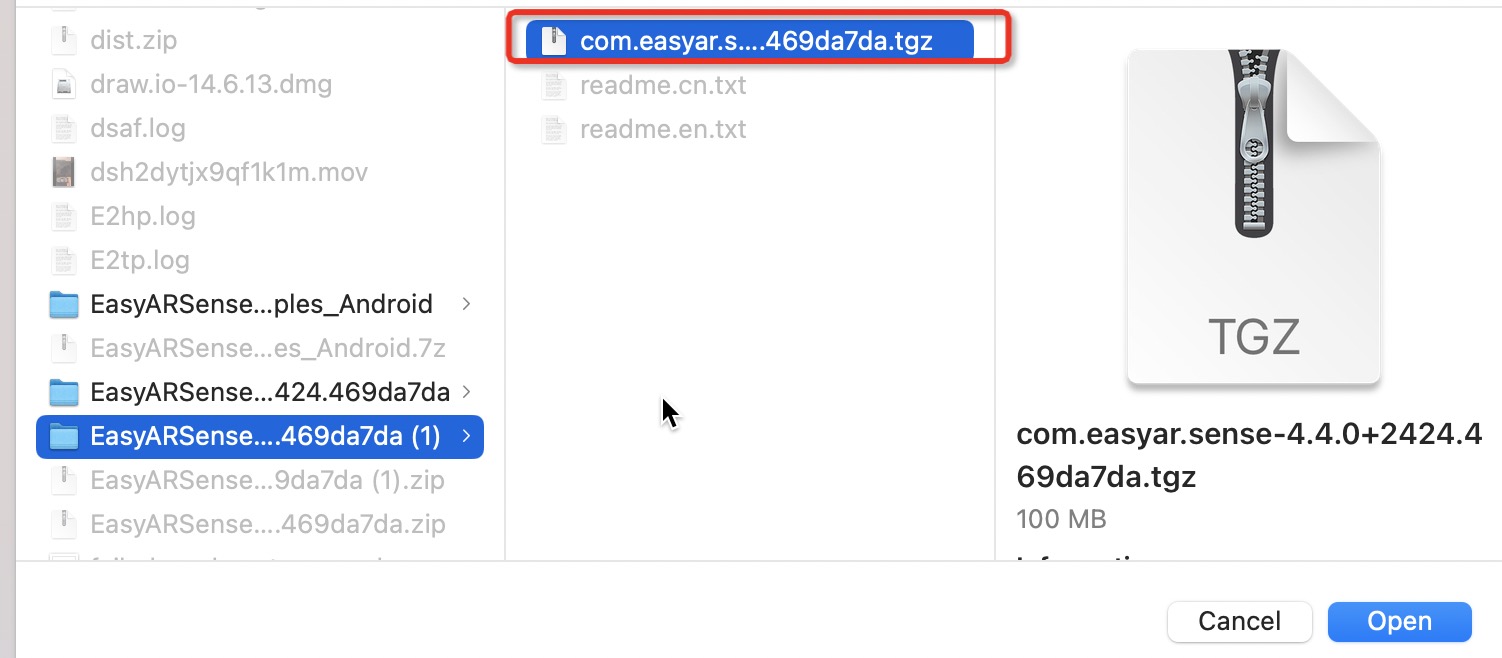 dist.zip
draw.io-14.6.13.dmg
dsaf.log
dsh2dytjx9qf1k1m.mov
E2hp.log
E2tp.log
EasyARSense...ples_Android
EasyARSense...es_Android.7z
EasyARSense...424.469da7da
EasyARSense....469da7da (1)
EasyARSense...9da7da (1).zip
EasyARSense....469da7da.zip
com.easyar.s....469da7da.tgz
readme.cn.txt
readme.en.txt
TGZ
com.easyar.sense-4.4.0+2424.4
69da7da.tgz
100 MB
Cancel
Open